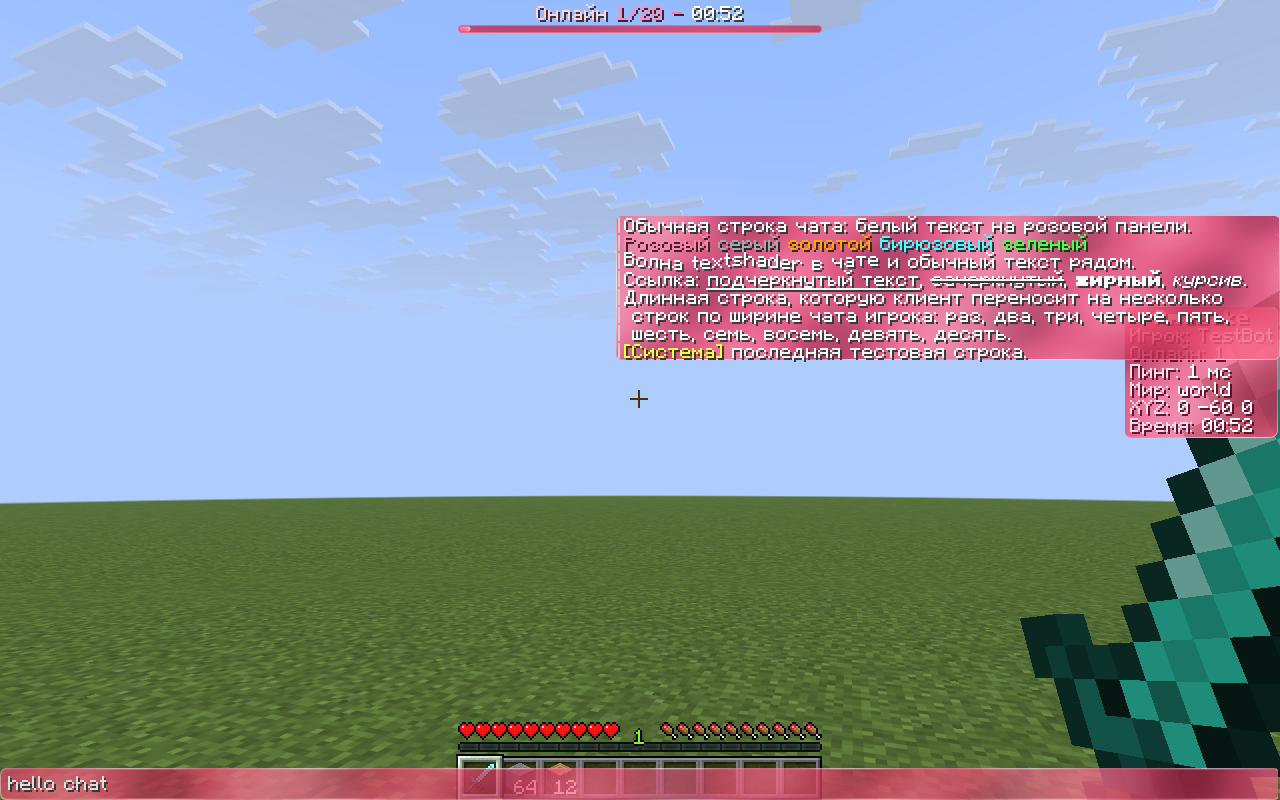 Онлайн 1/20 - 00:52
Обычная строка чата: белый текст на розовой панели.
Розовый серый золотой бирюзовый зеленый
Волна textshader в чате и обычный текст рядом.
Ссылка: подчеркнутый текст, зачеркнутый, жирный, курсив.
Длинная строка, которую клиент переносит на несколько
строк по ширине чата игрока: раз, два, три, четыре, пять,
шесть, семь, восемь, девять, десять.
[Система] последняя тестовая строка.
Игрок: TestBot
Онлайн: 1
Пинг: 1 мс
Мир: world
XYZ: 0 -60 0
Время: 00:52
1
64 12
hello chat